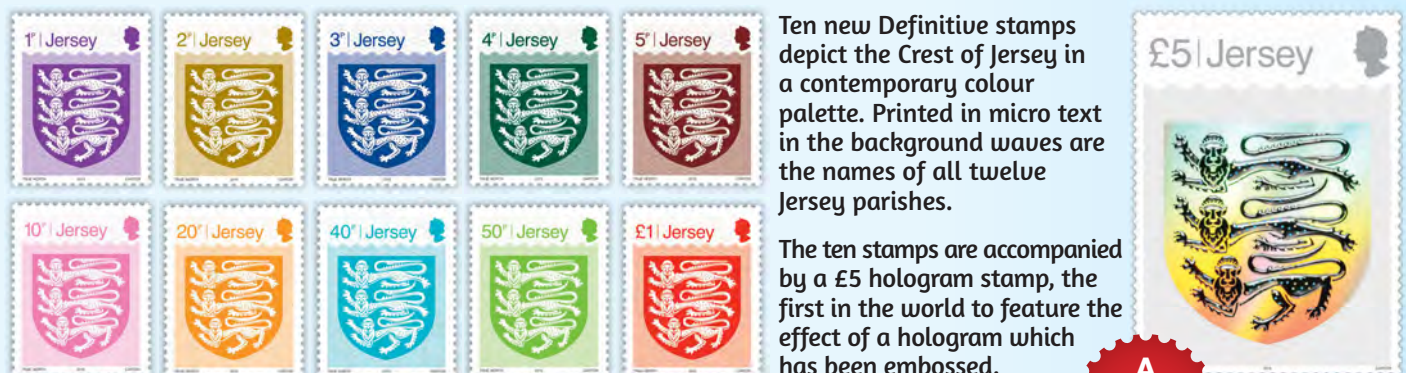 1P | Jersey
2P | Jersey
3P | Jersey
4P | Jersey
5P | Jersey
10P | Jersey
20P | Jersey
40P | Jersey
50P | Jersey
£1 | Jersey
Ten new Definitive stamps
depict the Crest of Jersey in
a contemporary colour
palette. Printed in micro text
in the background waves are
the names of all twelve
Jersey parishes.
The ten stamps are accompanied
by a £5 hologram stamp, the
first in the world to feature the
effect of a hologram which
has been embossed.
£5 | Jersey
A